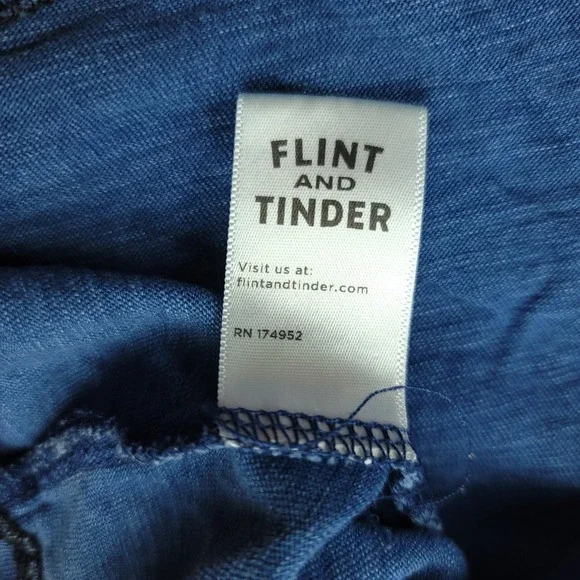 FLINT
AND
TINDER
Visit us at:
flintandtinder.com
RN 174952